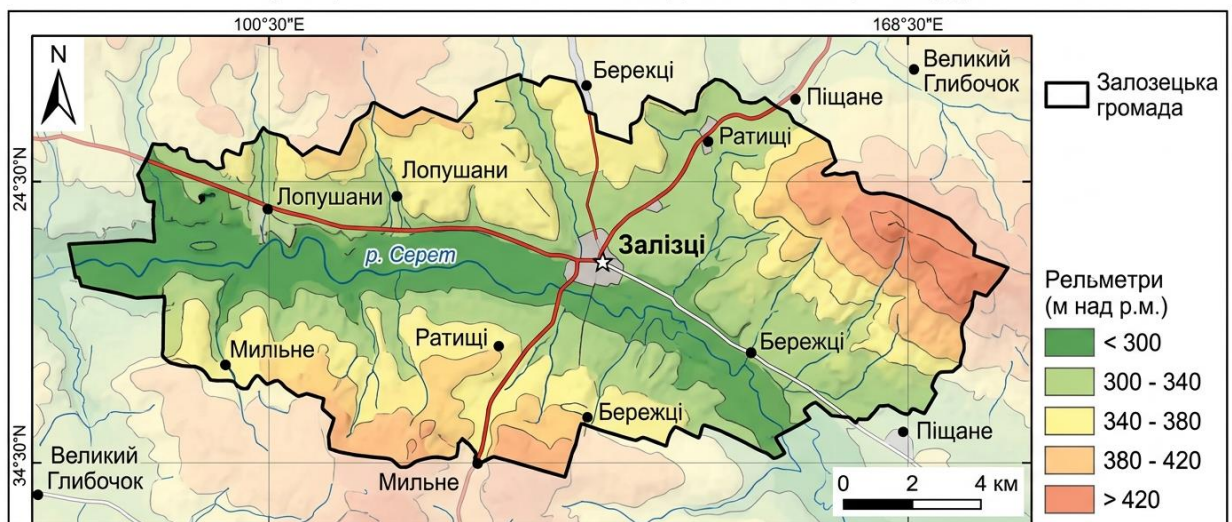 100°30'E
168°30'E
N
Берекці
Піщане
Великий
Глибочок
Залозецька
громада
Ратищі
24°30°N
Лопушани
Лопушани
Залізці
р. Серет
Рельметри
(м над р.м.)
< 300
300 - 340
340 - 380
380 - 420
> 420
Милільне
Ратищі
Бережці
Бережці
Піщане
34°30°N
Великий
Глибочок
Мильне
0 2 4 км